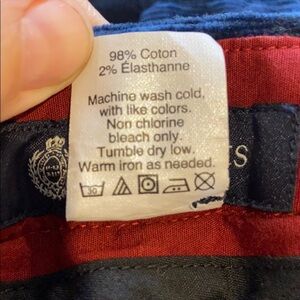 98% Coton
2% Élasthanne
Machine wash cold,
with like colors.
Non chlorine
bleach only.
Tumble dry low.
Warm iron as needed.
30
S